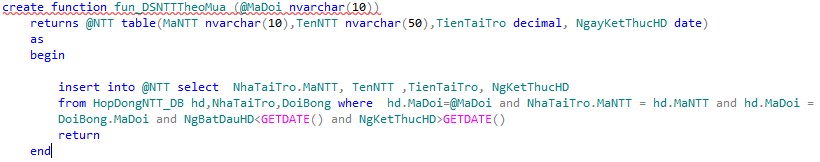 create function fun_DSNTTTheoMua (@MaDoi nvarchar(10))
returns @NTT table(MaNTT nvarchar(10),TenNTT nvarchar(50),TienTaiTro decimal, NgayKetThucHD date)
as
begin
insert into @NTT select  NhaTaiTro.MaNTT, TenNTT ,TienTaiTro, NgKetThucHD
from HopDongNTT_DB hd,NhaTaiTro,DoiBong where  hd.MaDoi=@MaDoi and NhaTaiTro.MaNTT = hd.MaNTT and hd.MaDoi =
DoiBong.MaDoi and NgBatDauHD<GETDATE() and NgKetThucHD>GETDATE()
return
end